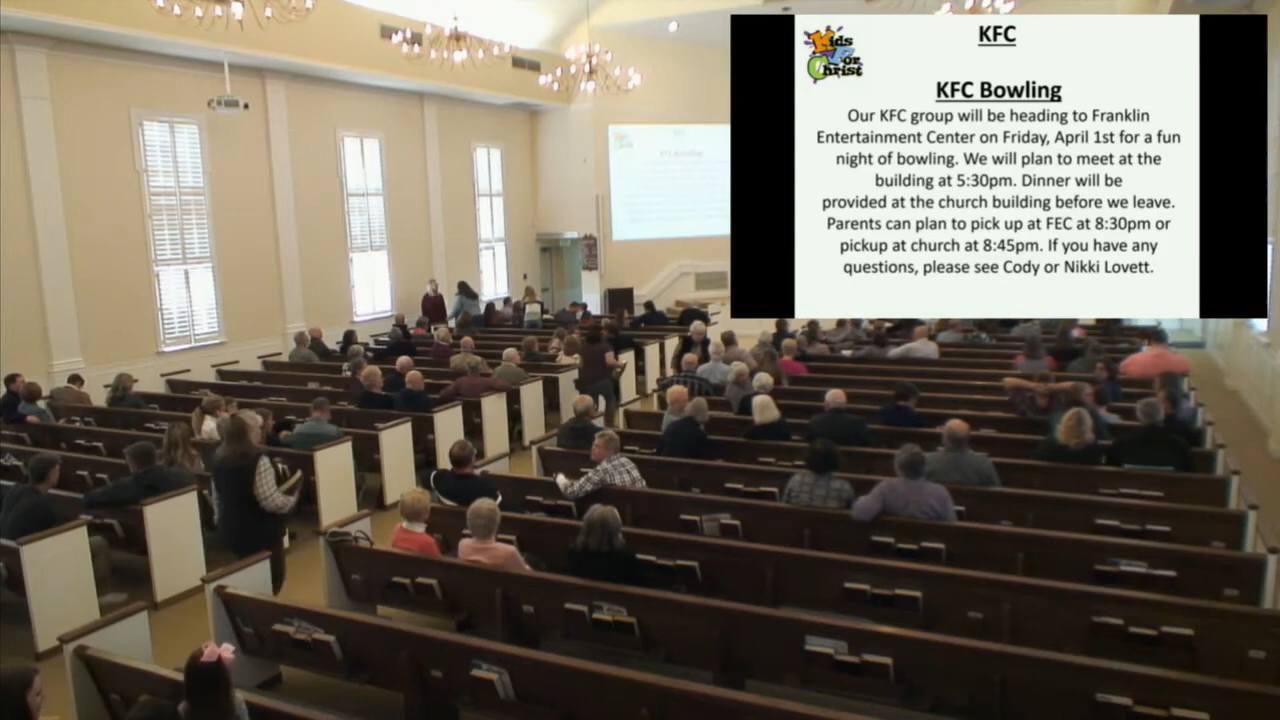 KFC
Kids
For
Christ
KFC Bowling
Our KFC group will be heading to Franklin
Entertainment Center on Friday, April 1st for a fun
night of bowling. We will plan to meet at the
building at 5:30pm. Dinner will be
provided at the church building before we leave.
Parents can plan to pick up at FEC at 8:30pm or
pickup at church at 8:45pm. If you have any
questions, please see Cody or Nikki Lovett.